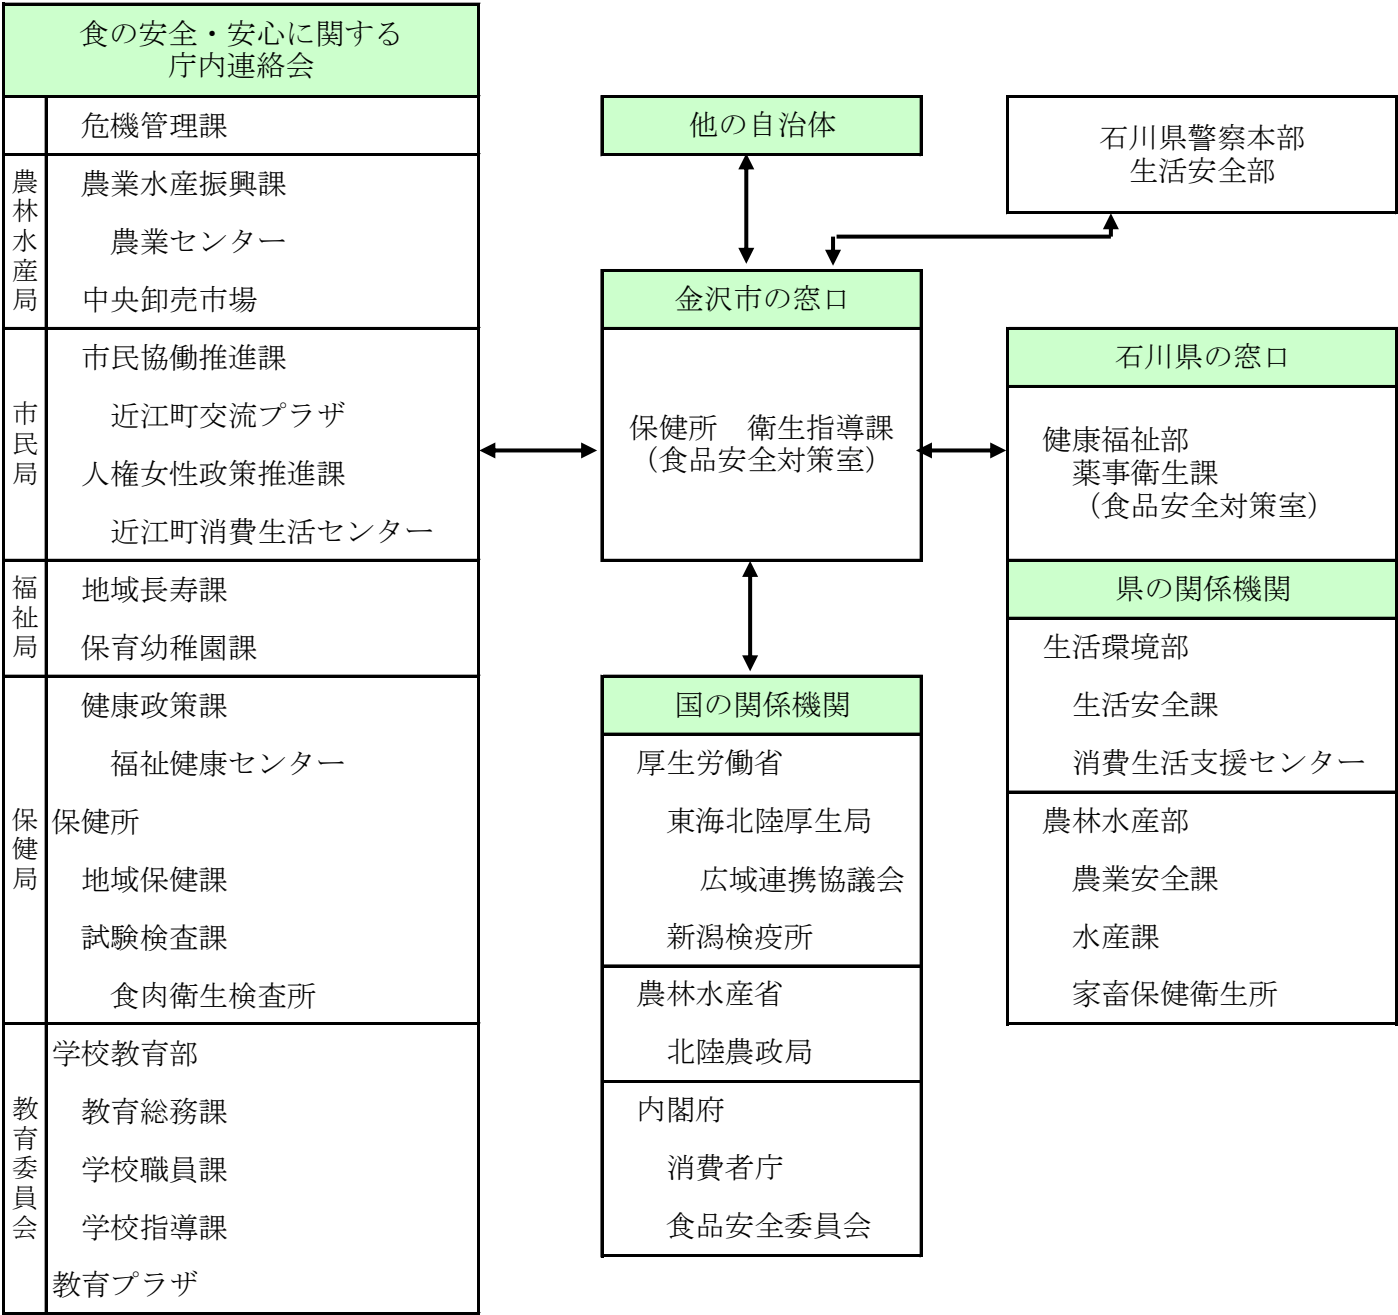 食の安全・安心に関する
庁内連絡会
危機管理課
農林水産局
農業水産振興課
農業センター
中央卸売市場
市民局
市民協働推進課
近江町交流プラザ
人権女性政策推進課
近江町消費生活センター
福祉局
地域長寿課
保育幼稚園課
保健局
健康政策課
福祉健康センター
保健所
地域保健課
試験検査課
食肉衛生検査所
教育委員会
学校教育部
教育総務課
学校職員課
学校指導課
教育プラザ
他の自治体
金沢市の窓口
保健所　衛生指導課
（食品安全対策室）
国の関係機関
厚生労働省
東海北陸厚生局
広域連携協議会
新潟検疫所
農林水産省
北陸農政局
内閣府
消費者庁
食品安全委員会
石川県警察本部
生活安全部
石川県の窓口
健康福祉部
薬事衛生課
（食品安全対策室）
県の関係機関
生活環境部
生活安全課
消費生活支援センター
農林水産部
農業安全課
水産課
家畜保健衛生所